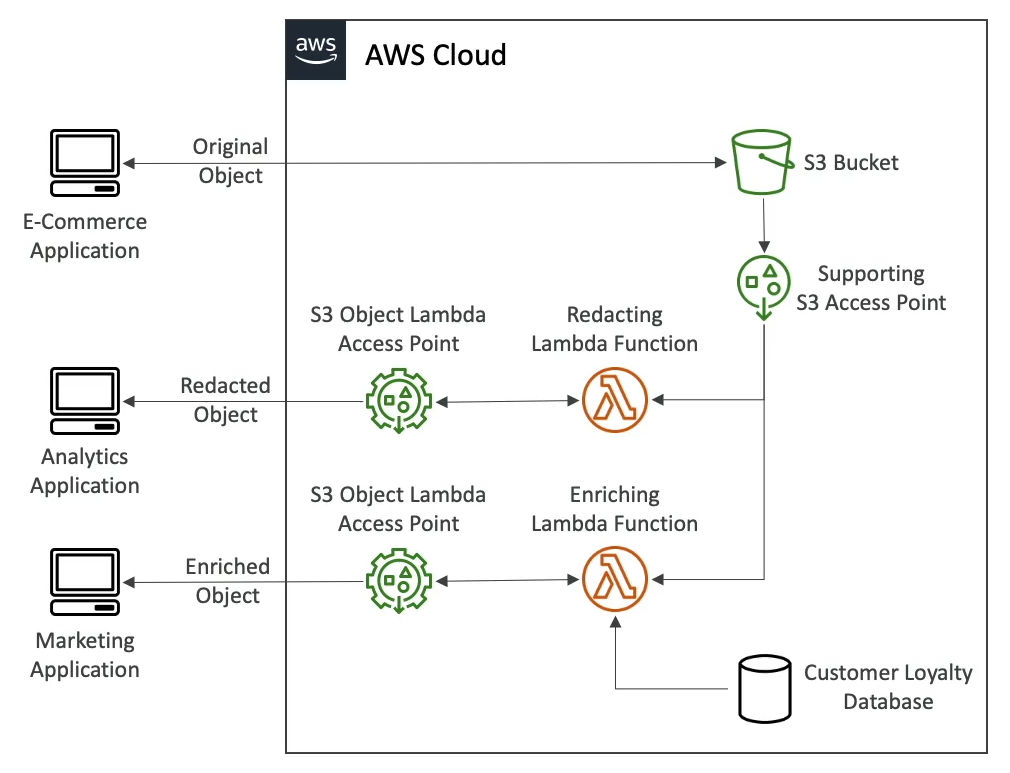 aws
AWS Cloud
Original
Object
S3 Bucket
E-Commerce
Application
Supporting
S3 Access Point
S3 Object Lambda
Access Point
Redacting
Lambda Function
Redacted
Object
Analytics
Application
S3 Object Lambda
Access Point
Enriching
Lambda Function
Enriched
Object
Marketing
Application
Customer Loyalty
Database